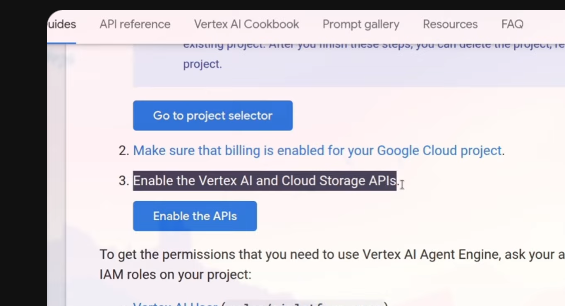 uides API reference Vertex AI Cookbook Prompt gallery Resources FAQ
existing project. After you finish these steps, you can delete the project, re
project.
Go to project selector
2. Make sure that billing is enabled for your Google Cloud project.
3. Enable the Vertex AI and Cloud Storage APIs.
Enable the APIs
To get the permissions that you need to use Vertex AI Agent Engine, ask your a
IAM roles on your project:
Vertex AI User